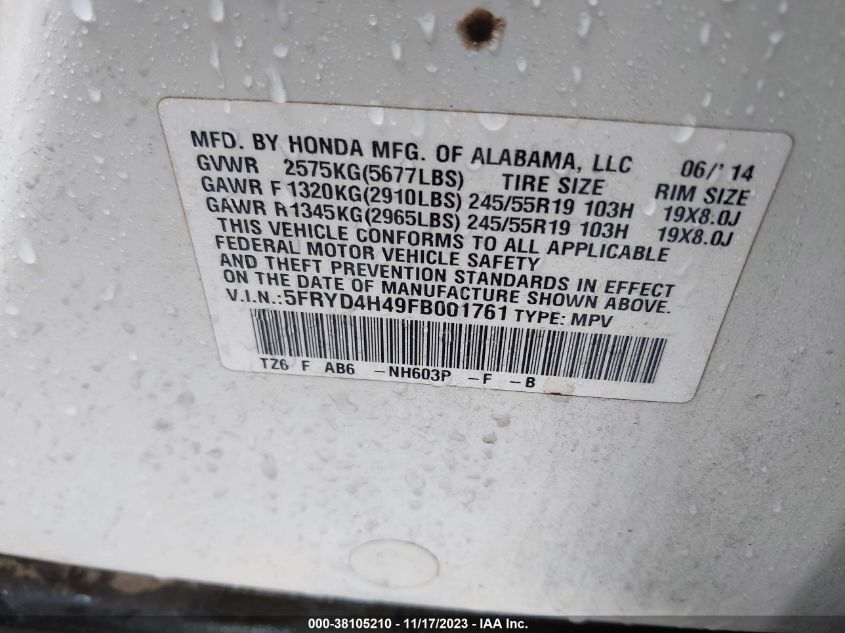 MFD. BY HONDA MFG. OF ALABAMA, LLC 06/'14
GVWR 2575KG(5677LBS) TIRE SIZE RIM SIZE
GAWR F 1320KG(2910LBS) 245/55R19 103H 19X8.0J
GAWR R 1345KG(2965LBS) 245/55R19 103H 19X8.0J
THIS VEHICLE CONFORMS TO ALL APPLICABLE
FEDERAL MOTOR VEHICLE SAFETY
AND THEFT PREVENTION STANDARDS IN EFFECT
ON THE DATE OF MANUFACTURE SHOWN ABOVE.
V.I.N.:5FRYD4H49FB001761 TYPE: MPV
TZ6 F AB6 -NH603P -F -B
000-38105210 - 11/17/2023 - IAA Inc.